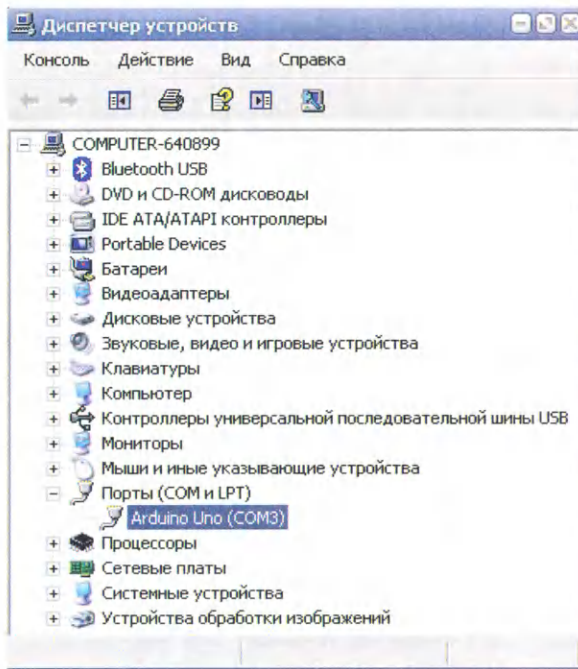 Диспетчер устройств
Консоль Действие Вид Справка
COMPUTER-640899
Bluetooth USB
DVD и CD-ROM дисководы
IDE ATA/ATAPI контроллеры
Portable Devices
Батареи
Видеоадаптеры
Дисковые устройства
Звуковые, видео и игровые устройства
Клавиатуры
Компьютер
Контроллеры универсальной последовательной шины USB
Мониторы
Мыши и иные указывающие устройства
Порты (COM и LPT)
Arduino Uno (COM3)
Процессоры
Сетевые платы
Системные устройства
Устройства обработки изображений